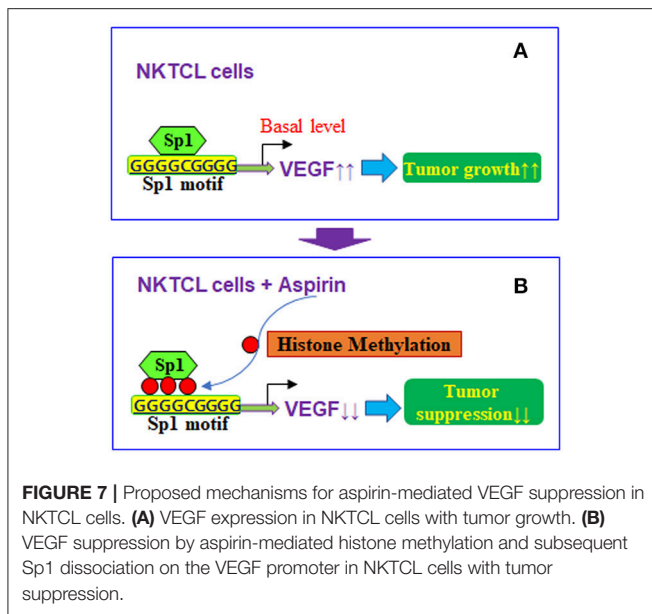 A
NKTCL cells
Basal level
Sp1
GGGGCGGGG
VEGF↑↑
Tumor growth↑↑
Sp1 motif
B
NKTCL cells + Aspirin
Histone Methylation
Sp1
GGGGCGGGG
VEGF↓↓
Tumor
suppression↓↓
Sp1 motif
FIGURE 7 | Proposed mechanisms for aspirin-mediated VEGF suppression in
NKTCL cells. (A) VEGF expression in NKTCL cells with tumor growth. (B)
VEGF suppression by aspirin-mediated histone methylation and subsequent
Sp1 dissociation on the VEGF promoter in NKTCL cells with tumor
suppression.